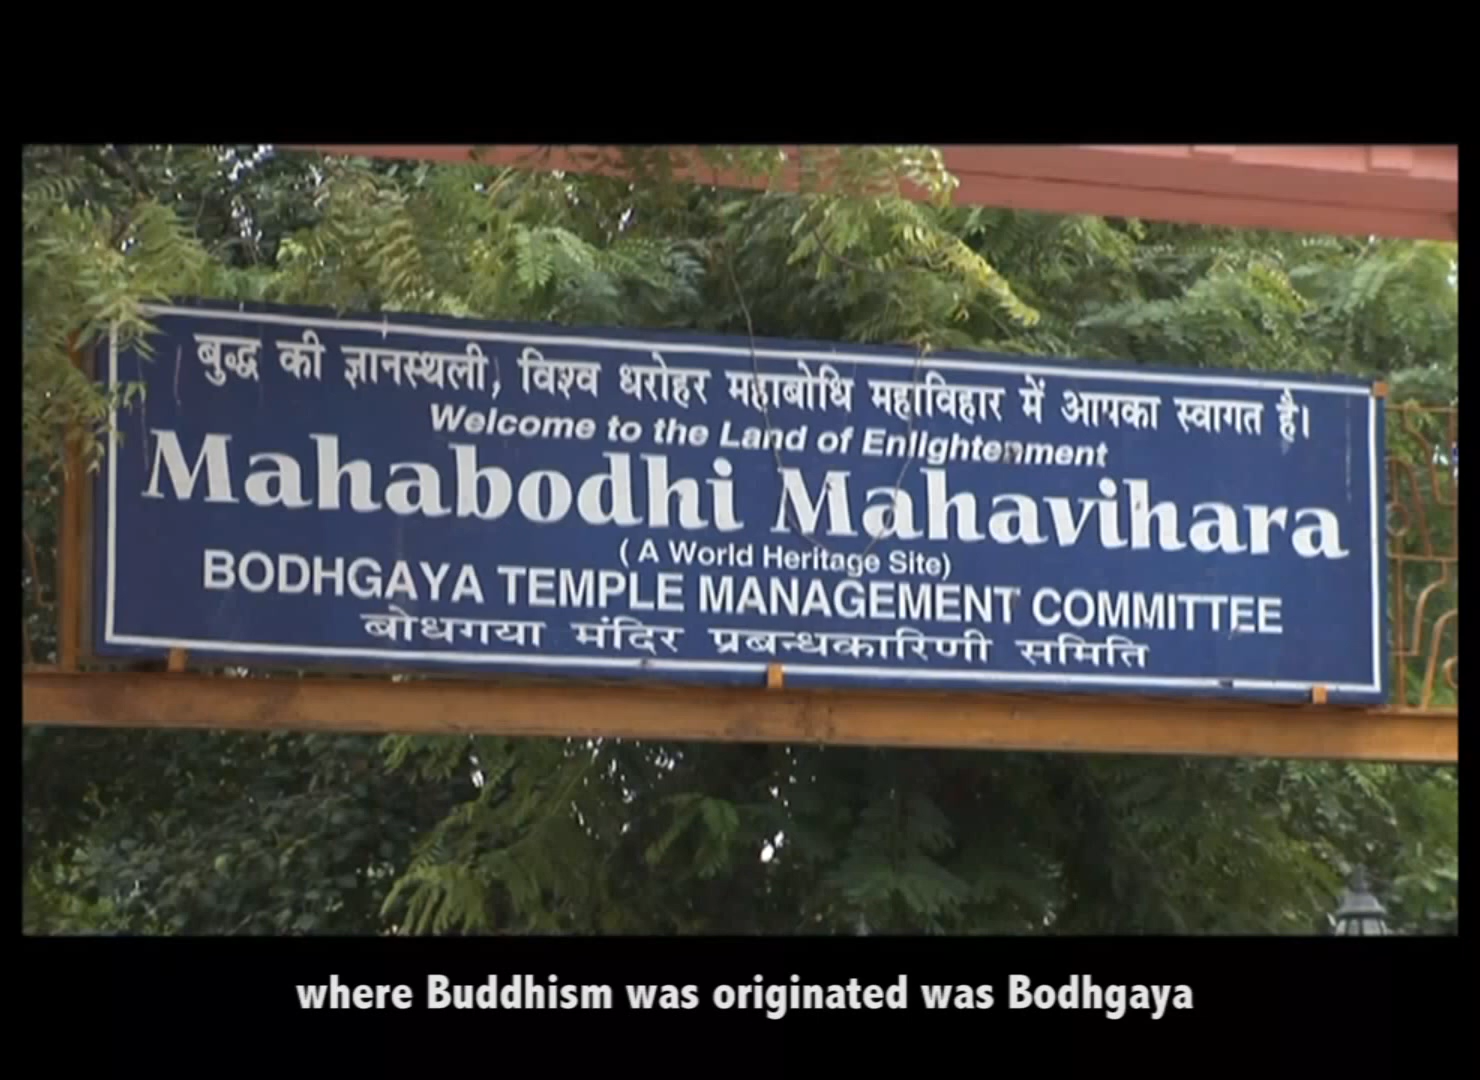 बुद्ध की ज्ञानस्थली, विश्व धरोहर महाबोधि महाविहार में आपका स्वागत है।
Welcome to the Land of Enlightenment
Mahabodhi Mahavihara
( A World Heritage Site)
BODHGAYA TEMPLE MANAGEMENT COMMITTEE
बोधगया मंदिर प्रबन्धकारिणी समिति
where Buddhism was originated was Bodhgaya